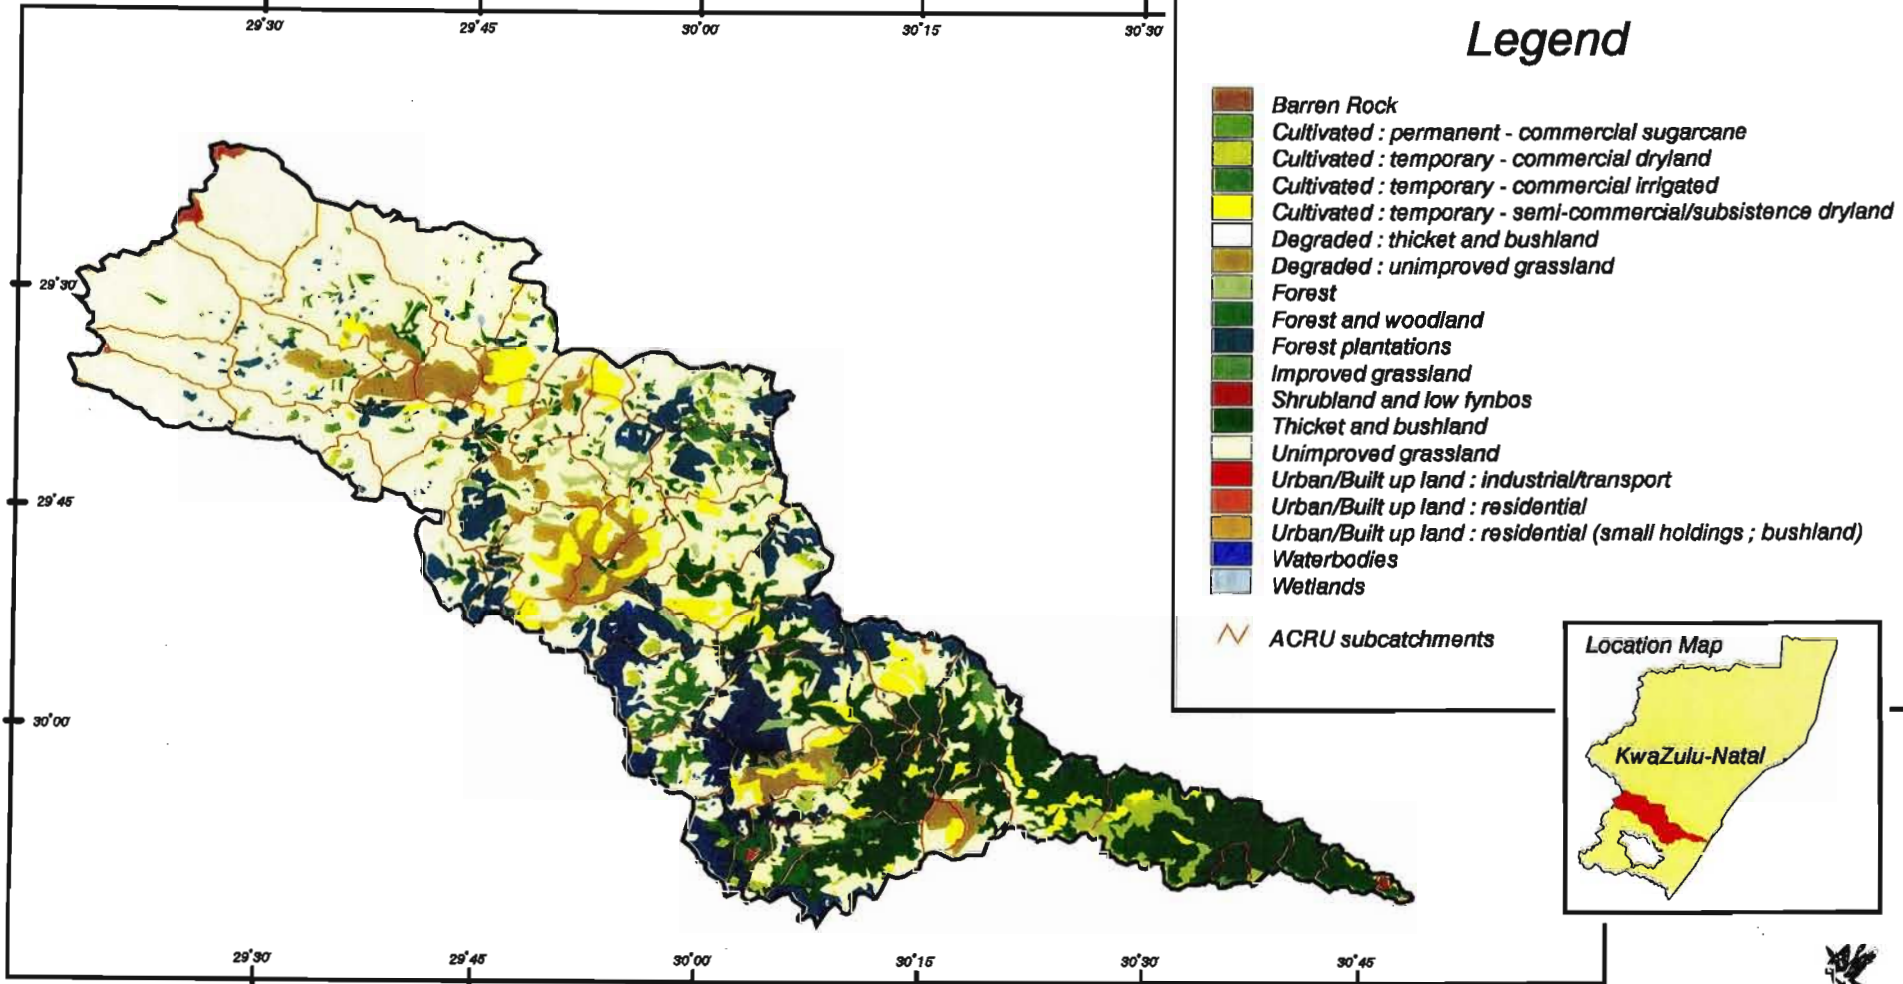 29°30'
29°45'
30°00'
30°15'
30°30'
Legend
Barren Rock
Cultivated : permanent - commercial sugarcane
Cultivated : temporary - commercial dryland
Cultivated : temporary - commercial irrigated
Cultivated : temporary - semi-commercial/subsistence dryland
Degraded : thicket and bushland
Degraded : unimproved grassland
Forest
Forest and woodland
Forest plantations
Improved grassland
Shrubland and low fynbos
Thicket and bushland
Unimproved grassland
Urban/Built up land : industrial/transport
Urban/Built up land : residential
Urban/Built up land : residential (small holdings ; bushland)
Waterbodies
Wetlands
ACRU subcatchments
29°30'
29°45'
30°00'
Location Map
KwaZulu-Natal
29°30'
29°45'
30°00'
30°15'
30°30'
30°45'